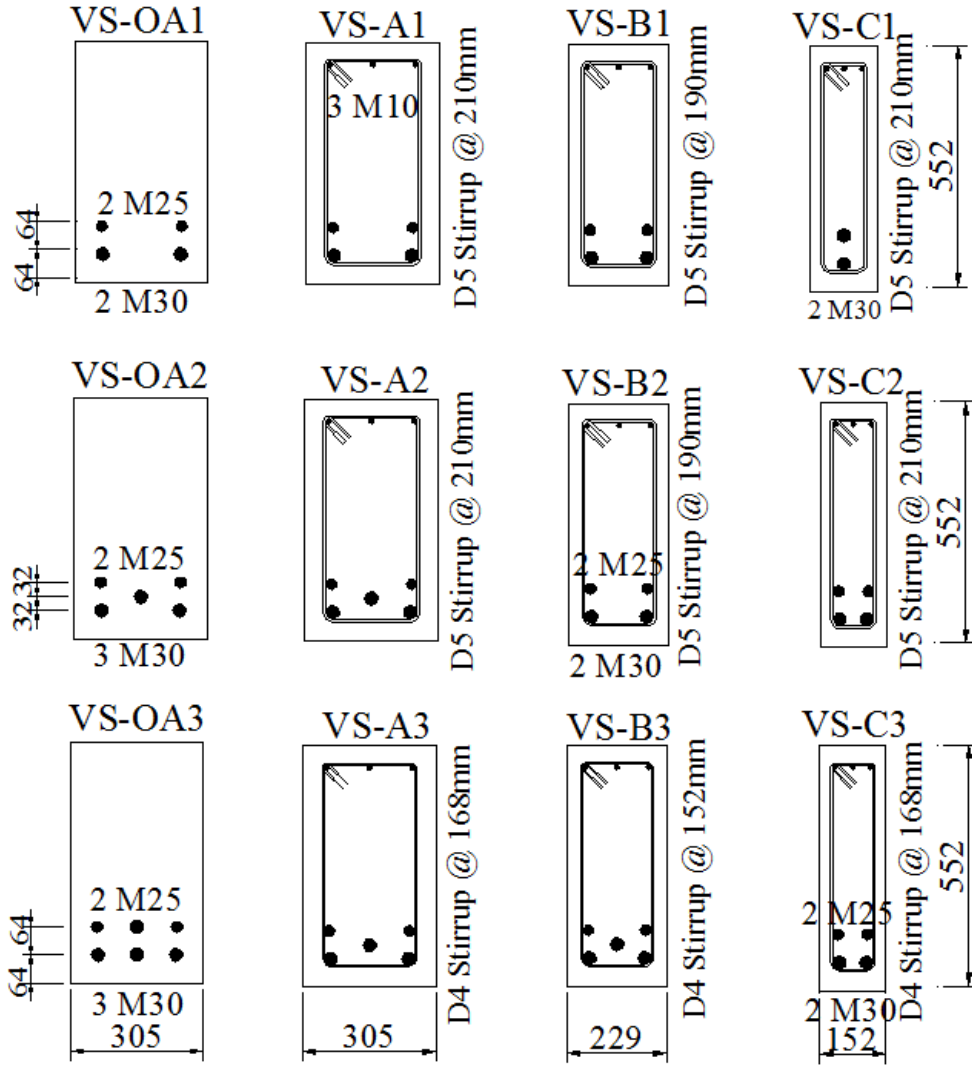 VS-OA1
VS-A1
VS-B1
VS-C1
3 M10
D5 Stirrup @ 210mm
D5 Stirrup @ 190mm
D5 Stirrup @ 210mm
552
2 M25
64
64
2 M30
2 M30
VS-OA2
VS-A2
VS-B2
VS-C2
D5 Stirrup @ 210mm
D5 Stirrup @ 190mm
D5 Stirrup @ 210mm
552
2 M25
2 M25
32
32
3 M30
2 M30
VS-OA3
VS-A3
VS-B3
VS-C3
D4 Stirrup @ 168mm
D4 Stirrup @ 152mm
D4 Stirrup @ 168mm
552
2 M25
2 M25
64
64
3 M30
2 M30
305
305
229
152